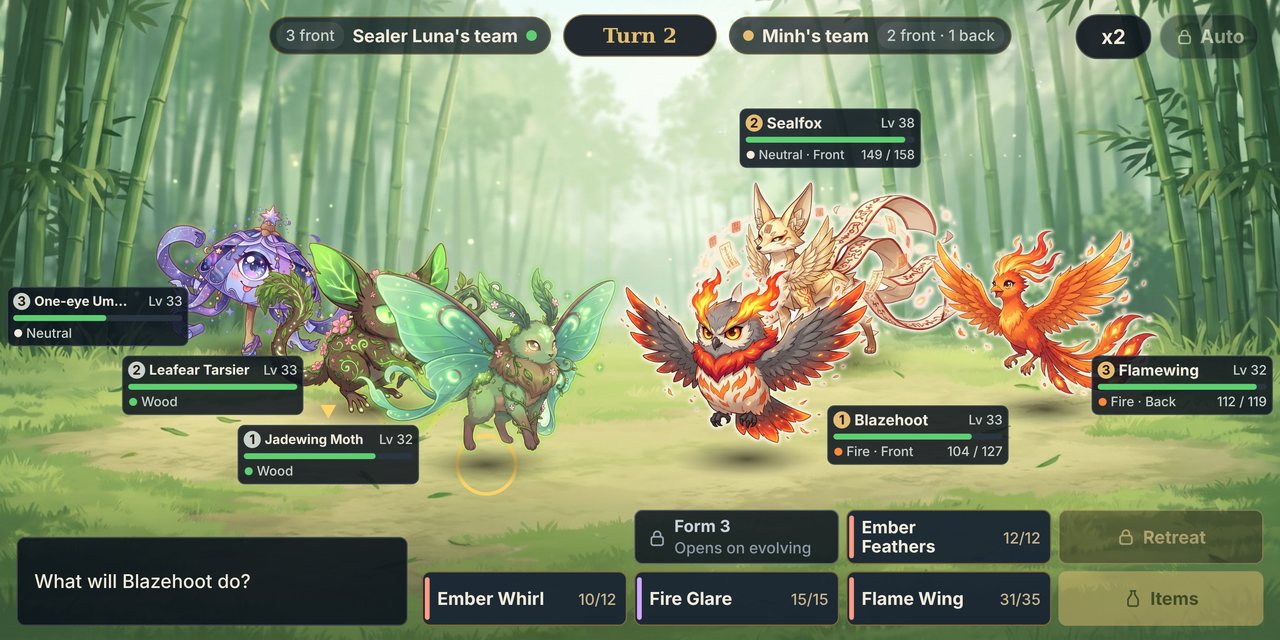 3 front Sealer Luna's team
Turn 2
Minh's team 2 front · 1 back
x2
Auto
2 Sealfox Lv 38
Neutral · Front 149 / 158
3 One-eye Um... Lv 33
Neutral
2 Leafear Tarsier Lv 33
Wood
1 Jadewing Moth Lv 32
Wood
3 Flamewing Lv 32
Fire · Back 112 / 119
1 Blazehoot Lv 33
Fire · Front 104 / 127
What will Blazehoot do?
Form 3
Opens on evolving
Ember
Feathers 12/12
Retreat
Ember Whirl 10/12
Fire Glare 15/15
Flame Wing 31/35
Items